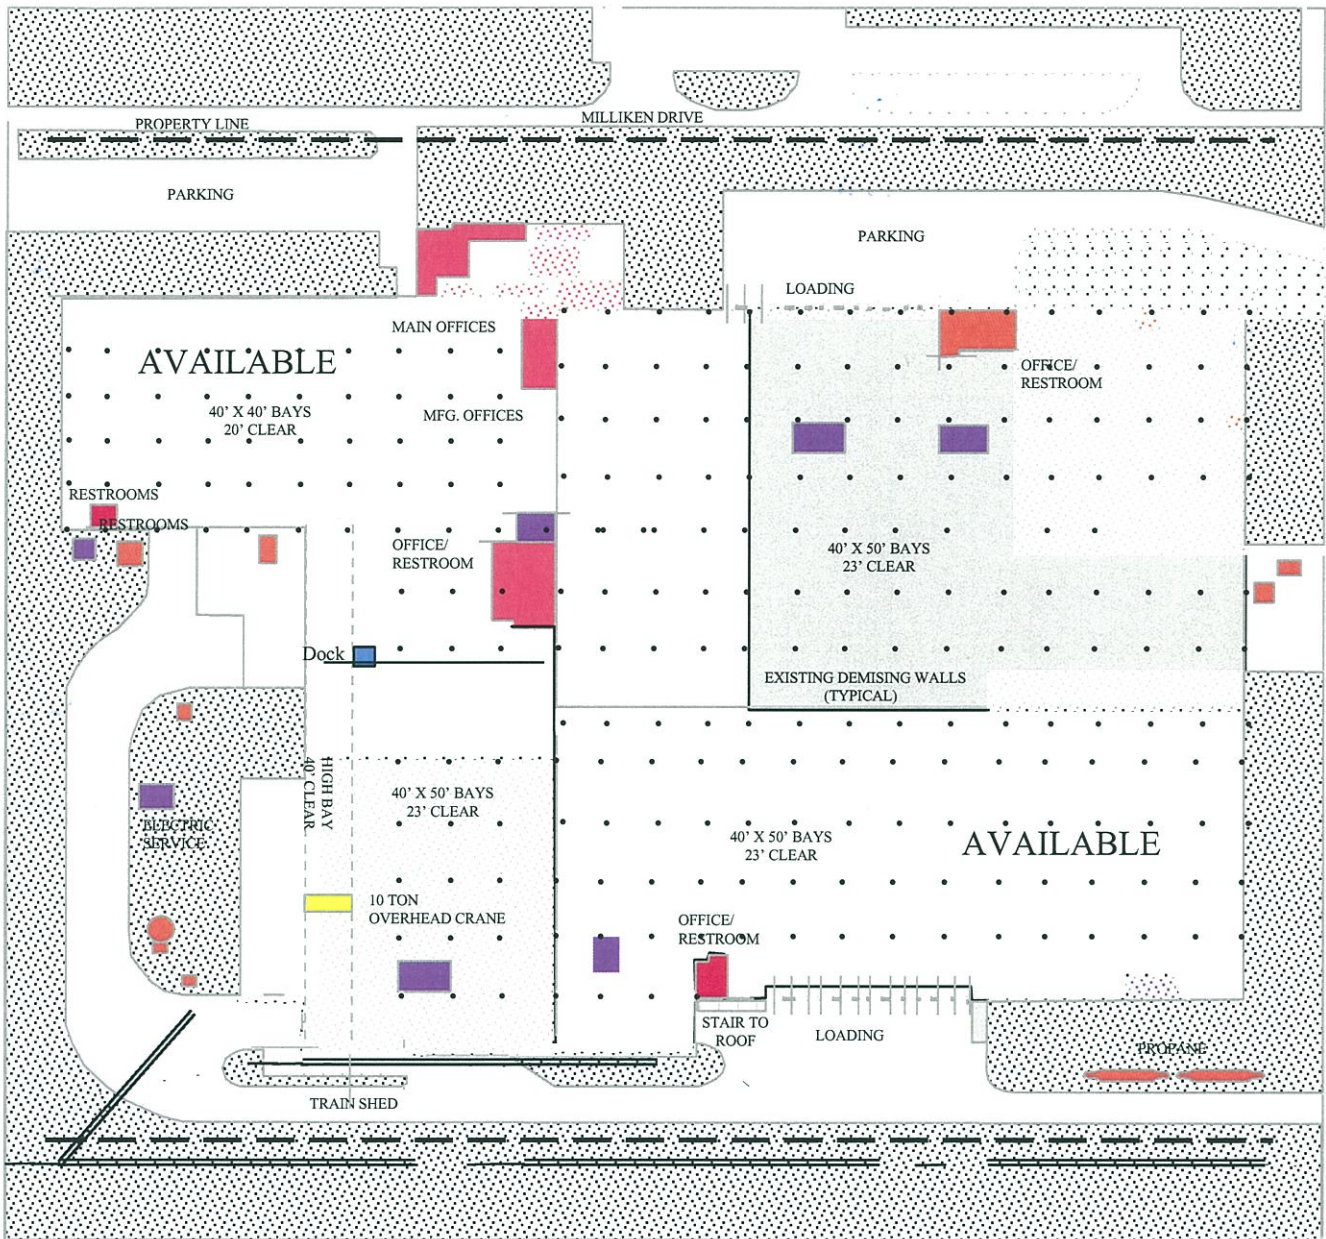 PROPERTY LINE
MILLIKEN DRIVE
PARKING
PARKING
LOADING
MAIN OFFICES
AVAILABLE
OFFICE/
RESTROOM
40' X 40' BAYS
20' CLEAR
MFG. OFFICES
RESTROOMS
RESTROOMS
OFFICE/
RESTROOM
40' X 50' BAYS
23' CLEAR
Dock
EXISTING DEMISING WALLS
(TYPICAL)
HIGH BAY
40' CLEAR
40' X 50' BAYS
23' CLEAR
ELECTRIC
SERVICE
40' X 50' BAYS
23' CLEAR
AVAILABLE
10 TON
OVERHEAD CRANE
OFFICE/
RESTROOM
STAIR TO
ROOF
LOADING
PROPANE
TRAIN SHED